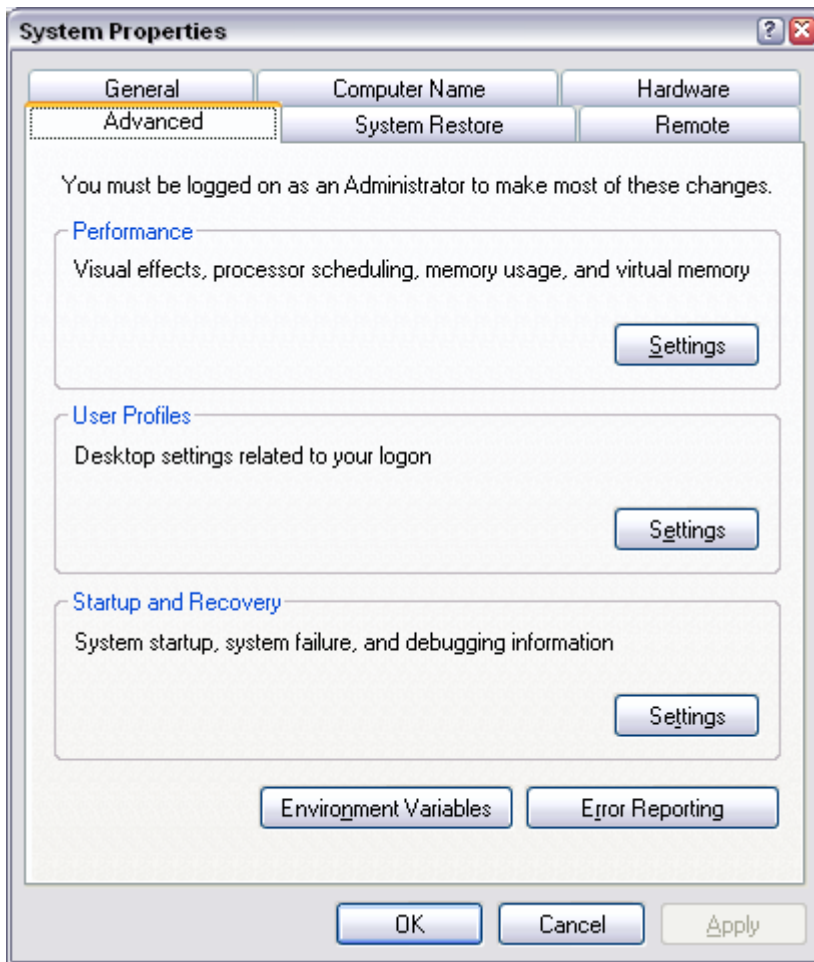 System Properties
General Computer Name Hardware
Advanced System Restore Remote
You must be logged on as an Administrator to make most of these changes.
Performance
Visual effects, processor scheduling, memory usage, and virtual memory
Settings
User Profiles
Desktop settings related to your logon
Settings
Startup and Recovery
System startup, system failure, and debugging information
Settings
Environment Variables Error Reporting
OK Cancel Apply